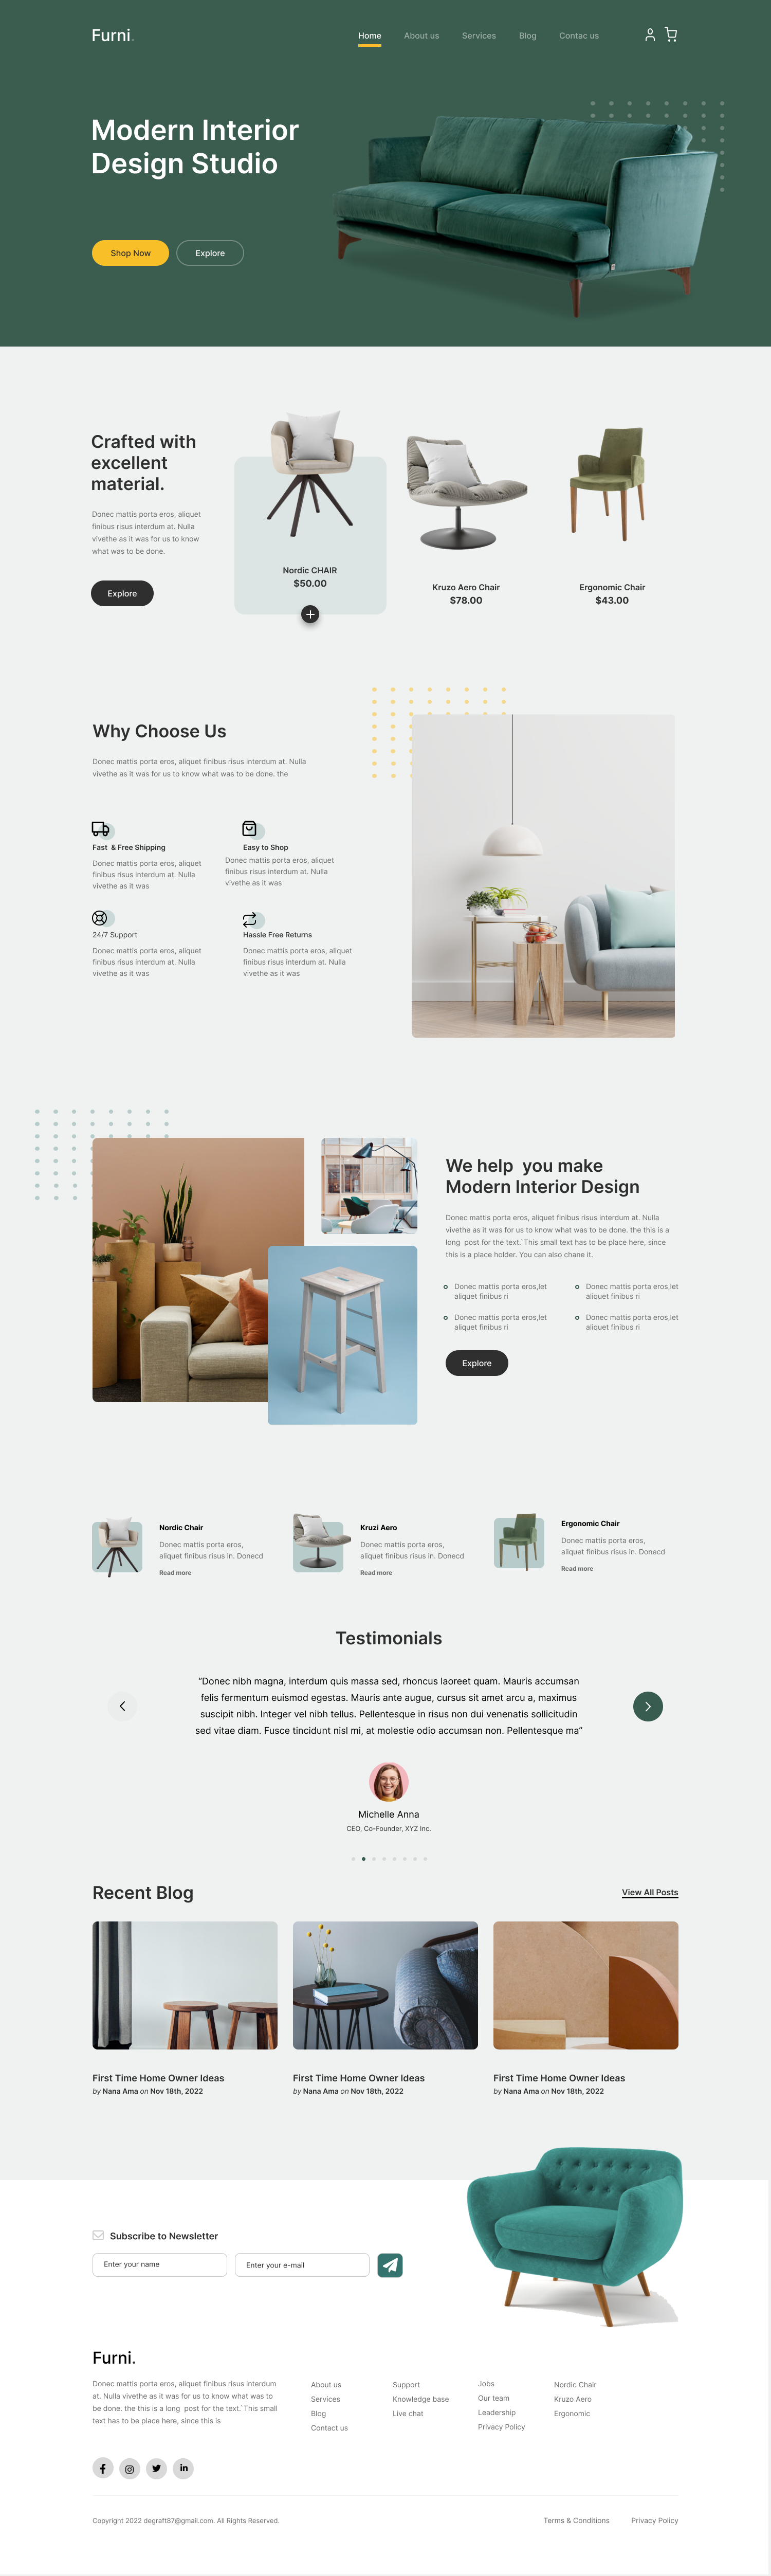 Furni.
Home
About us
Services
Blog
Contac us
Modern Interior
Design Studio
Shop Now
Explore
Crafted with
excellent
material.
Donec mattis porta eros, aliquet
finibus risus interdum at. Nulla
vivethe as it was for us to know
what was to be done.
Explore
Nordic CHAIR
$50.00
Kruzo Aero Chair
$78.00
Ergonomic Chair
$43.00
Why Choose Us
Donec mattis porta eros, aliquet finibus risus interdum at. Nulla
vivethe as it was for us to know what was to be done. the
Fast & Free Shipping
Donec mattis porta eros, aliquet
finibus risus interdum at. Nulla
vivethe as it was
Easy to Shop
Donec mattis porta eros, aliquet
finibus risus interdum at. Nulla
vivethe as it was
24/7 Support
Donec mattis porta eros, aliquet
finibus risus interdum at. Nulla
vivethe as it was
Hassle Free Returns
Donec mattis porta eros, aliquet
finibus risus interdum at. Nulla
vivethe as it was
We help you make
Modern Interior Design
Donec mattis porta eros, aliquet finibus risus interdum at. Nulla
vivethe as it was for us to know what was to be done. the this is a
long post for the text.`This small text has to be place here, since
this is a place holder. You can also chane it.
Donec mattis porta eros,let
aliquet finibus ri
Donec mattis porta eros,let
aliquet finibus ri
Donec mattis porta eros,let
aliquet finibus ri
Donec mattis porta eros,let
aliquet finibus ri
Explore
Nordic Chair
Donec mattis porta eros,
aliquet finibus risus in. Donecd
Read more
Kruzi Aero
Donec mattis porta eros,
aliquet finibus risus in. Donecd
Read more
Ergonomic Chair
Donec mattis porta eros,
aliquet finibus risus in. Donecd
Read more
Testimonials
“Donec nibh magna, interdum quis massa sed, rhoncus laoreet quam. Mauris accumsan
felis fermentum euismod egestas. Mauris ante augue, cursus sit amet arcu a, maximus
suscipit nibh. Integer vel nibh tellus. Pellentesque in risus non dui venenatis sollicitudin
sed vitae diam. Fusce tincidunt nisl mi, at molestie odio accumsan non. Pellentesque ma”
Michelle Anna
CEO, Co-Founder, XYZ Inc.
Recent Blog
View All Posts
First Time Home Owner Ideas
by Nana Ama on Nov 18th, 2022
First Time Home Owner Ideas
by Nana Ama on Nov 18th, 2022
First Time Home Owner Ideas
by Nana Ama on Nov 18th, 2022
Subscribe to Newsletter
Enter your name
Enter your e-mail
Furni.
Donec mattis porta eros, aliquet finibus risus interdum
at. Nulla vivethe as it was for us to know what was to
be done. the this is a long post for the text.`This small
text has to be place here, since this is
About us
Services
Blog
Contact us
Support
Knowledge base
Live chat
Jobs
Our team
Leadership
Privacy Policy
Nordic Chair
Kruzo Aero
Ergonomic
Copyright 2022 degraft87@gmail.com. All Rights Reserved.
Terms & Conditions
Privacy Policy